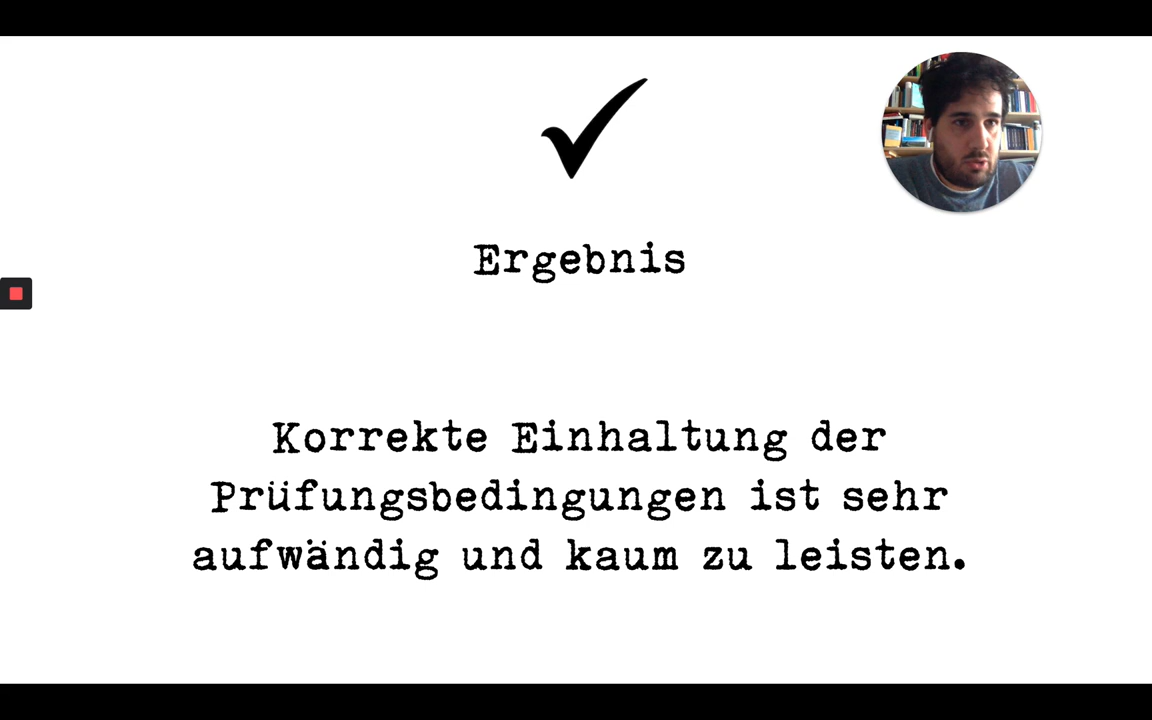 Ergebnis
Korrekte Einhaltung der
Prüfungsbedingungen ist sehr
aufwändig und kaum zu leisten.